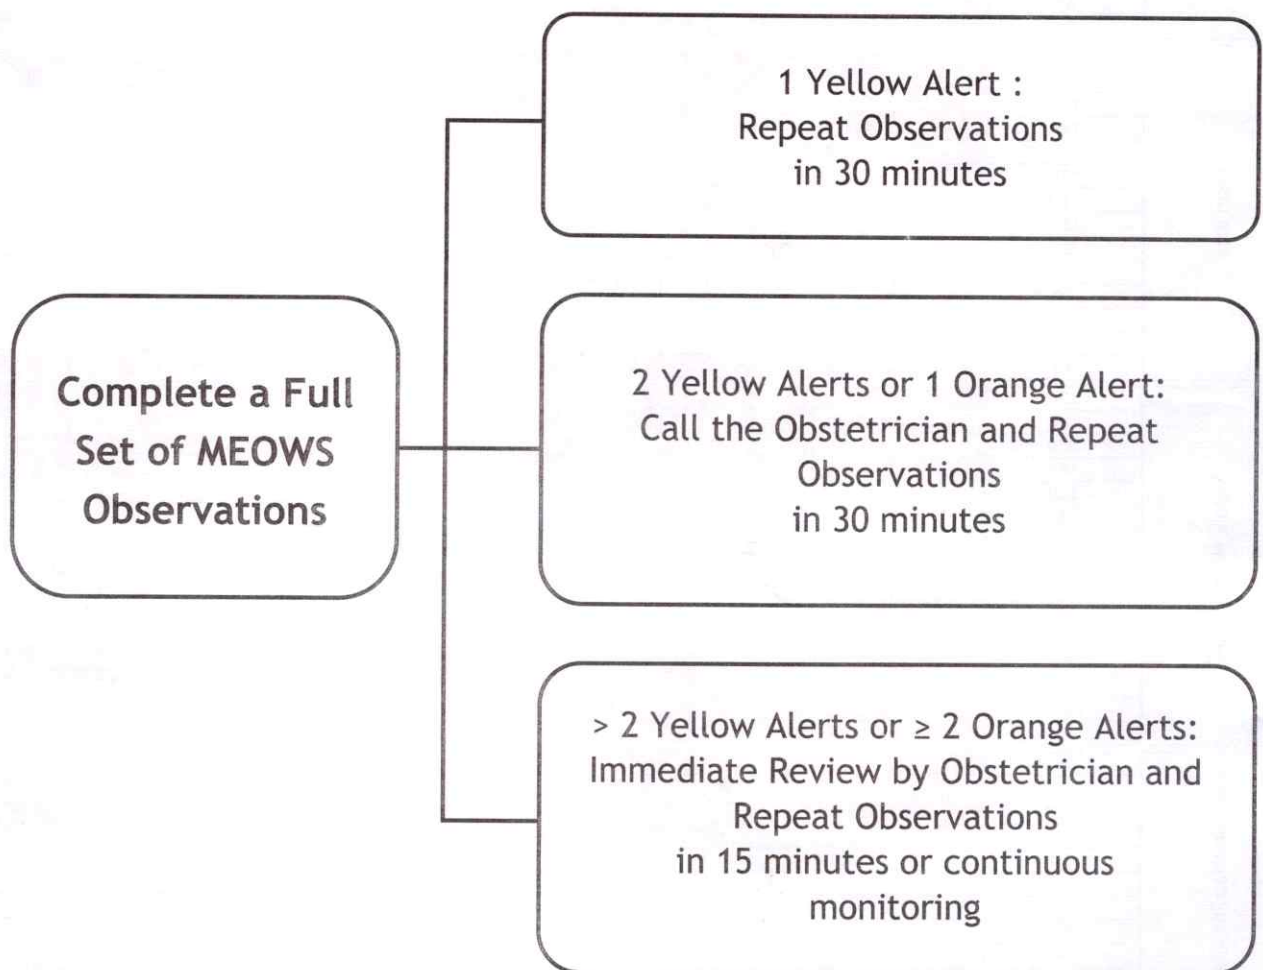 Complete a Full
Set of MEOWS
Observations
1 Yellow Alert :
Repeat Observations
in 30 minutes
2 Yellow Alerts or 1 Orange Alert:
Call the Obstetrician and Repeat
Observations
in 30 minutes
> 2 Yellow Alerts or ≥ 2 Orange Alerts:
Immediate Review by Obstetrician and
Repeat Observations
in 15 minutes or continuous
monitoring